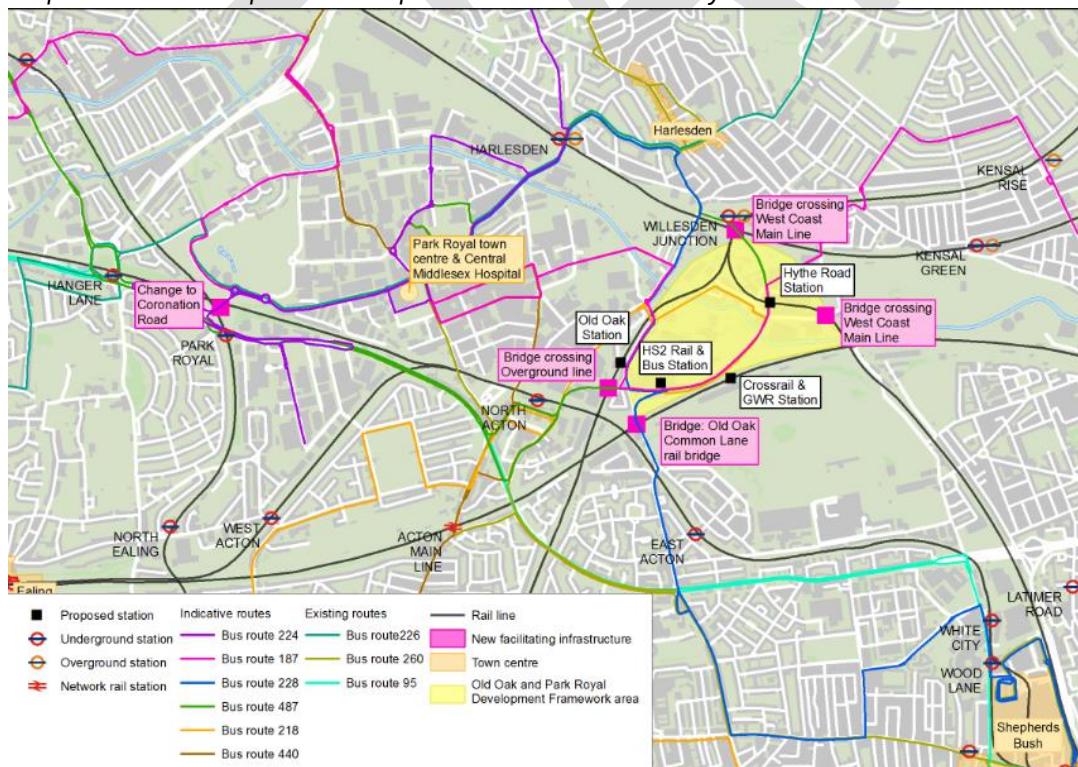 HARLESDEN
Harlesden
KENSAL
RISE
WILLESDEN
JUNCTION
Bridge crossing
West Coast
Main Line
KENSAL
GREEN
Park Royal town
centre & Central
Middlesex Hospital
HANGER
LANE
Change to
Coronation
Road
Hythe Road
Station
Old Oak
Station
Bridge crossing
West Coast
Main Line
PARK
ROYAL
Bridge crossing
Overground line
HS2 Rail &
Bus Station
Crossrail &
GWR Station
NORTH
ACTON
Bridge: Old Oak
Common Lane
rail bridge
NORTH
EALING
WEST
ACTON
ACTON
MAIN
LINE
EAST
ACTON
Ealing
LATIMER
ROAD
WHITE
CITY
WOOD
LANE
Shepherds
Bush
Proposed station
Underground station
Overground station
Network rail station
Indicative routes
Bus route 224
Bus route 187
Bus route 228
Bus route 487
Bus route 218
Bus route 440
Existing routes
Bus route226
Bus route 260
Bus route 95
Rail line
New facilitating infrastructure
Town centre
Old Oak and Park Royal
Development Framework area